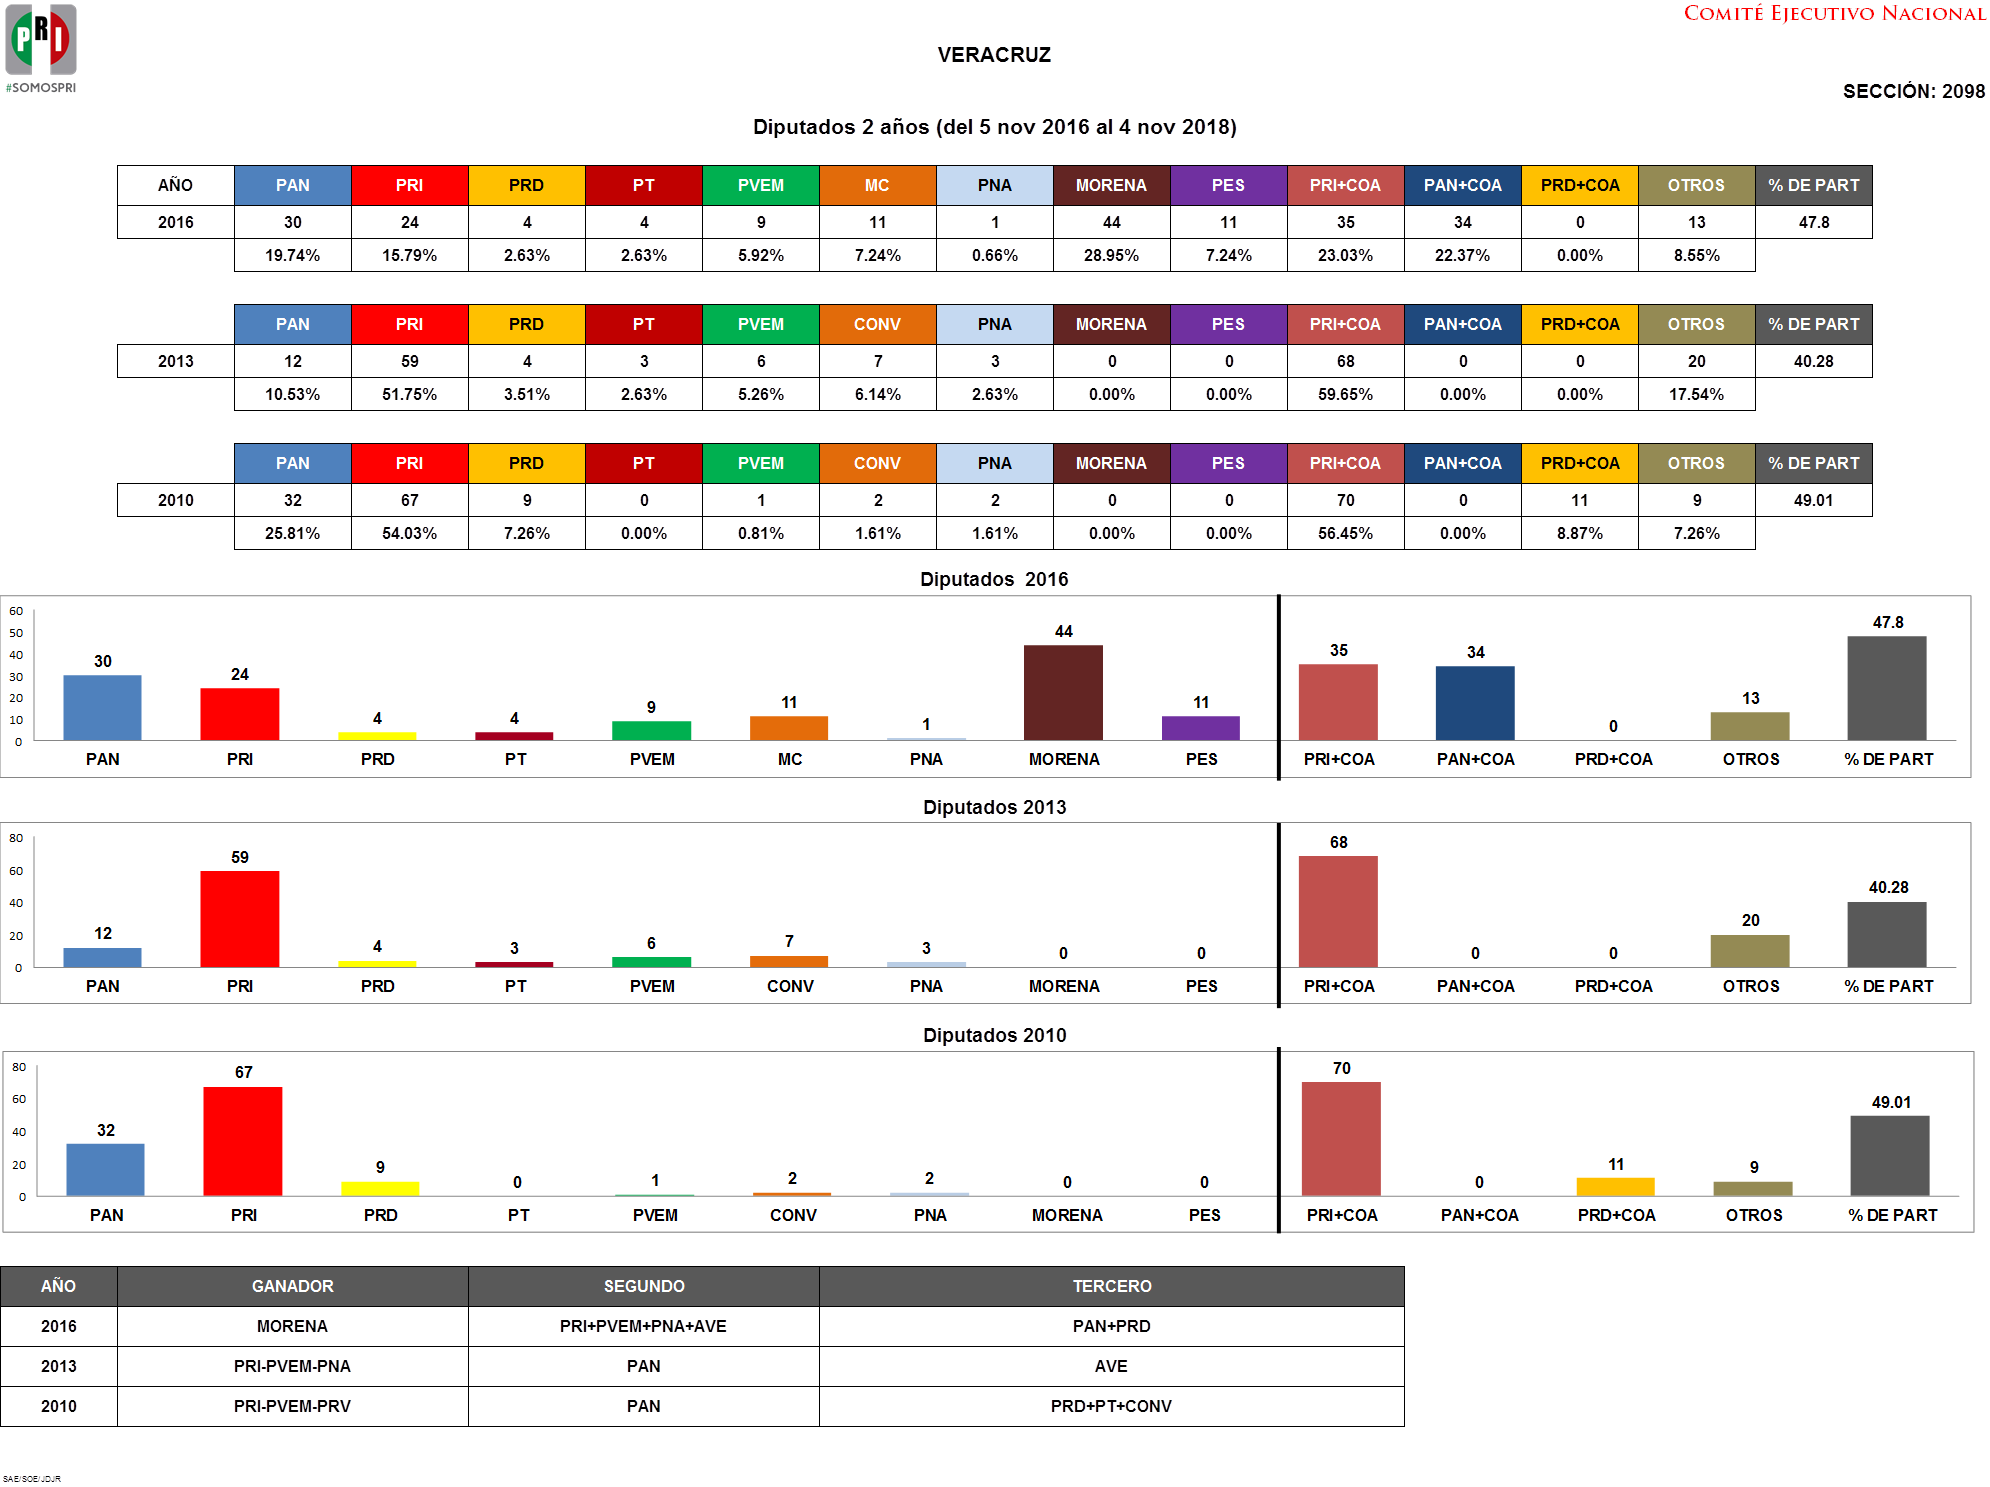 PRI
#SOMOSPRI
COMITÉ EJECUTIVO NACIONAL
VERACRUZ
SECCIÓN: 2098
Diputados 2 años (del 5 nov 2016 al 4 nov 2018)
AÑO PAN PRI PRD PT PVEM MC PNA MORENA PES PRI+COA PAN+COA PRD+COA OTROS % DE PART
2016 30 24 4 4 9 11 1 44 11 35 34 0 13 47.8
19.74% 15.79% 2.63% 2.63% 5.92% 7.24% 0.66% 28.95% 7.24% 23.03% 22.37% 0.00% 8.55%
PAN PRI PRD PT PVEM CONV PNA MORENA PES PRI+COA PAN+COA PRD+COA OTROS % DE PART
2013 12 59 4 3 6 7 3 0 0 68 0 0 20 40.28
10.53% 51.75% 3.51% 2.63% 5.26% 6.14% 2.63% 0.00% 0.00% 59.65% 0.00% 0.00% 17.54%
PAN PRI PRD PT PVEM CONV PNA MORENA PES PRI+COA PAN+COA PRD+COA OTROS % DE PART
2010 32 67 9 0 1 2 2 0 0 70 0 11 9 49.01
25.81% 54.03% 7.26% 0.00% 0.81% 1.61% 1.61% 0.00% 0.00% 56.45% 0.00% 8.87% 7.26%
Diputados 2016
60
50
40
30
20
10
0
30 24 4 4 9 11 1 44 11 35 34 0 13 47.8
PAN PRI PRD PT PVEM MC PNA MORENA PES PRI+COA PAN+COA PRD+COA OTROS % DE PART
Diputados 2013
80
60
40
20
0
12 59 4 3 6 7 3 0 0 68 0 0 20 40.28
PAN PRI PRD PT PVEM CONV PNA MORENA PES PRI+COA PAN+COA PRD+COA OTROS % DE PART
Diputados 2010
80
60
40
20
0
32 67 9 0 1 2 2 0 0 70 0 11 9 49.01
PAN PRI PRD PT PVEM CONV PNA MORENA PES PRI+COA PAN+COA PRD+COA OTROS % DE PART
AÑO GANADOR SEGUNDO TERCERO
2016 MORENA PRI+PVEM+PNA+AVE PAN+PRD
2013 PRI-PVEM-PNA PAN AVE
2010 PRI-PVEM-PRV PAN PRD+PT+CONV
SAE/SOE/JDJR